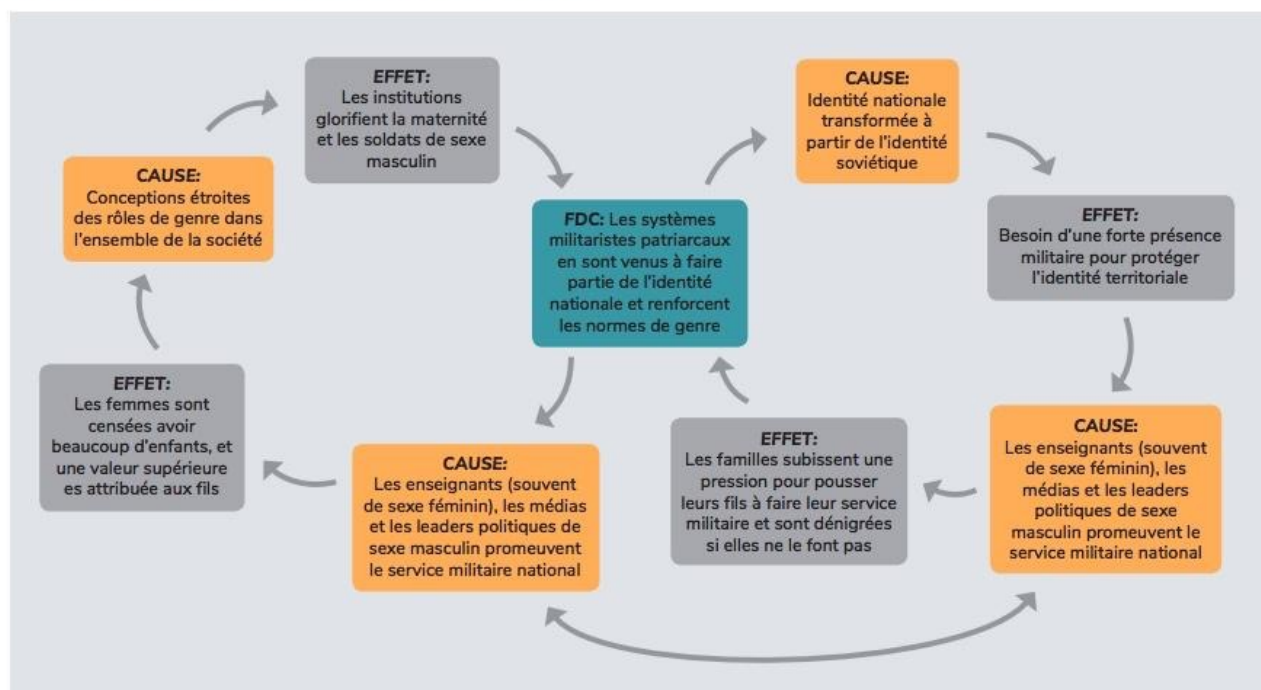 EFFET:
Les institutions
glorifient la maternité
et les soldats de sexe
masculin
CAUSE:
Identité nationale
transformée à
partir de l'identité
soviétique
CAUSE:
Conceptions étroites
des rôles de genre dans
l'ensemble de la société
FDC: Les systèmes
militaristes patriarcaux
en sont venus à faire
partie de l'identité
nationale et renforcent
les normes de genre
EFFET:
Besoin d'une forte présence
militaire pour protéger
l'identité territoriale
EFFET:
Les femmes sont
censées avoir
beaucoup d'enfants, et
une valeur supérieure
es attribuée aux fils
CAUSE:
Les enseignants (souvent
de sexe féminin), les médias
et les leaders politiques de
sexe masculin promeuvent
le service militaire national
EFFET:
Les familles subissent une
pression pour pousser
leurs fils à faire leur service
militaire et sont dénigrées
si elles ne le font pas
CAUSE:
Les enseignants (souvent
de sexe féminin), les
médias et les leaders
politiques de sexe
masculin promeuvent le
service militaire national